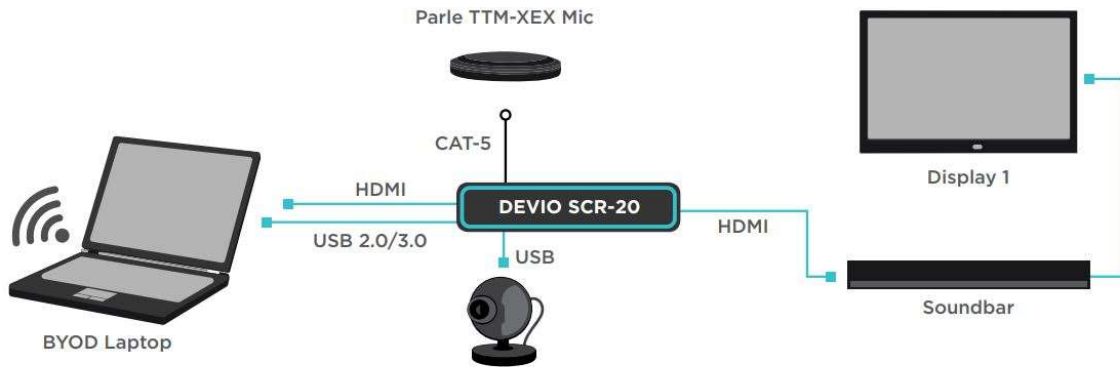 Parle TTM-XEX Mic
CAT-5
Display 1
HDMI
DEVIO SCR-20
USB 2.0/3.0
HDMI
USB
Soundbar
BYOD Laptop